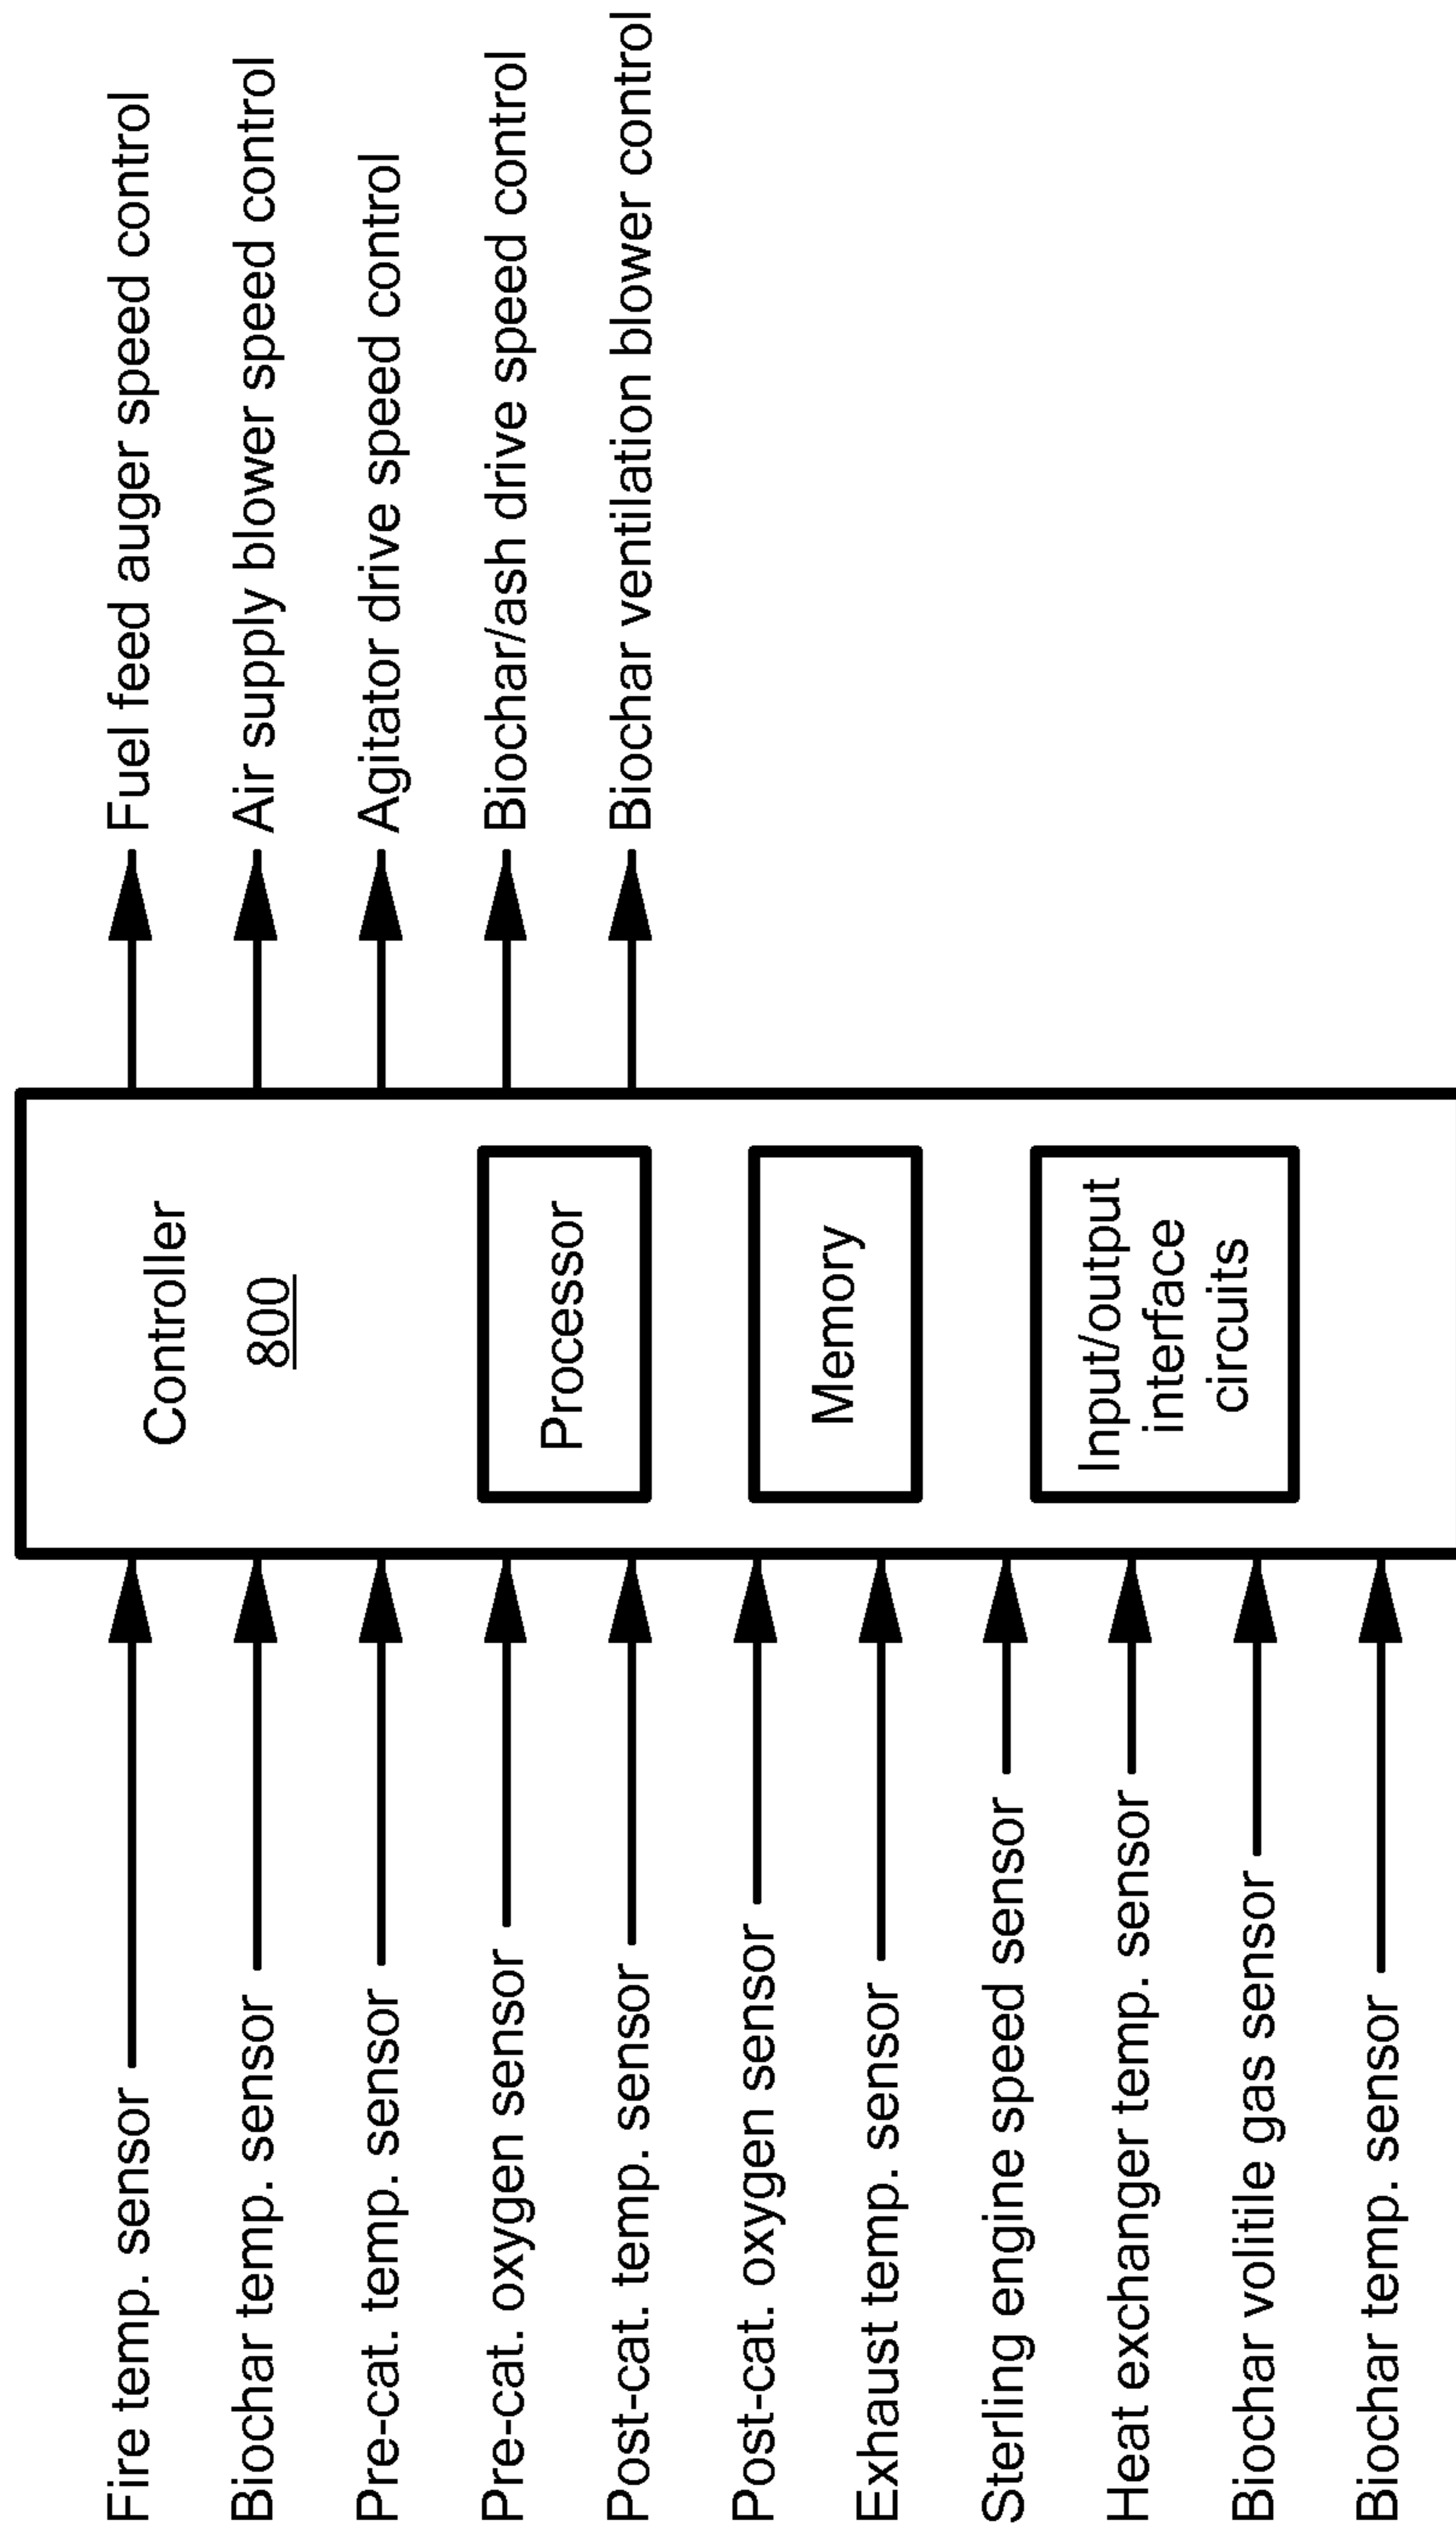 Fire temp. sensor
Biochar temp. sensor
Pre-cat. temp. sensor
Pre-cat. oxygen sensor
Post-cat. temp. sensor
Post-cat. oxygen sensor
Exhaust temp. sensor
Sterling engine speed sensor
Heat exchanger temp. sensor
Biochar volitile gas sensor
Biochar temp. sensor
Controller
800
Processor
Memory
Input/output
interface
circuits
Fuel feed auger speed control
Air supply blower speed control
Agitator drive speed control
Biochar/ash drive speed control
Biochar ventilation blower control